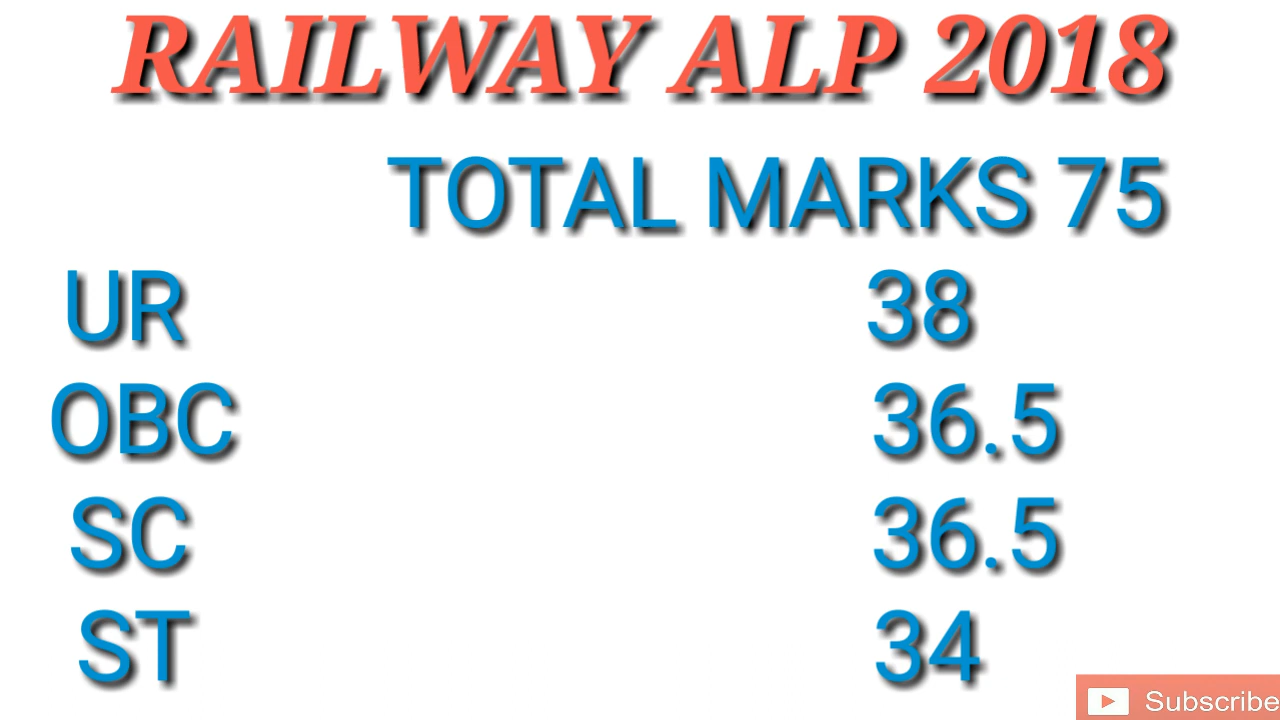 RAILWAY ALP 2018
TOTAL MARKS 75
UR 38
OBC 36.5
SC 36.5
ST 34
Subscribe